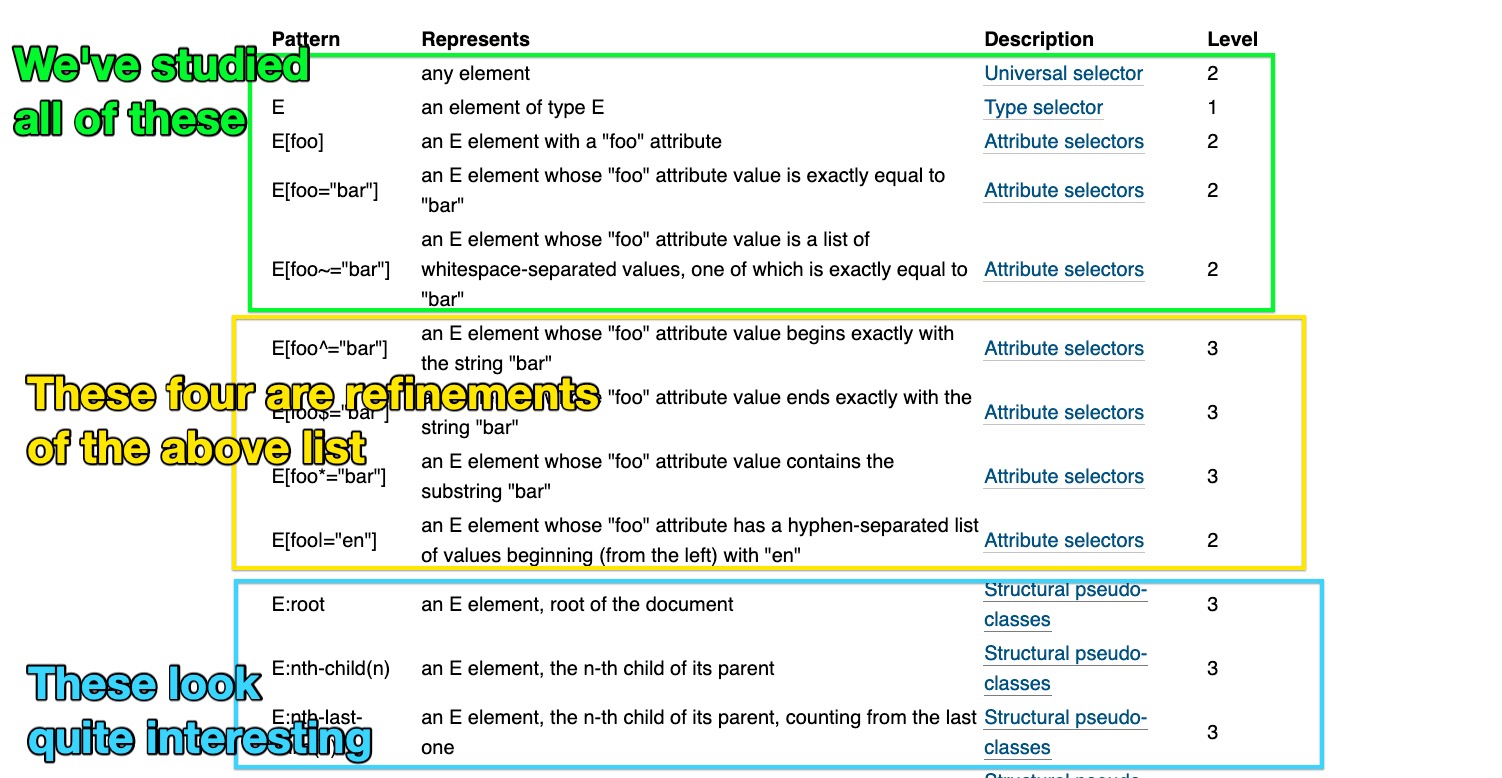 Pattern Represents Description Level
We've studied
all of these
any element Universal selector 2
E an element of type E Type selector 1
E[foo] an E element with a "foo" attribute Attribute selectors 2
E[foo="bar"] an E element whose "foo" attribute value is exactly equal to
"bar" Attribute selectors 2
an E element whose "foo" attribute value is a list of
E[foo~="bar"] whitespace-separated values, one of which is exactly equal to Attribute selectors 2
"bar"
E[foo^="bar"] an E element whose "foo" attribute value begins exactly with
the string "bar" Attribute selectors 3
These four are refinements
of the above list
E[foo$="bar"] "foo" attribute value ends exactly with the
string "bar" Attribute selectors 3
E[foo*="bar"] an E element whose "foo" attribute value contains the
substring "bar" Attribute selectors 3
E[foo|="en"] an E element whose "foo" attribute has a hyphen-separated list
of values beginning (from the left) with "en" Attribute selectors 2
E:root an E element, root of the document Structural pseudo-
classes 3
These look
quite interesting
E:nth-child(n) an E element, the n-th child of its parent Structural pseudo-
classes 3
E:nth-last- an E element, the n-th child of its parent, counting from the last
one Structural pseudo-
classes 3
Structural pseudo-